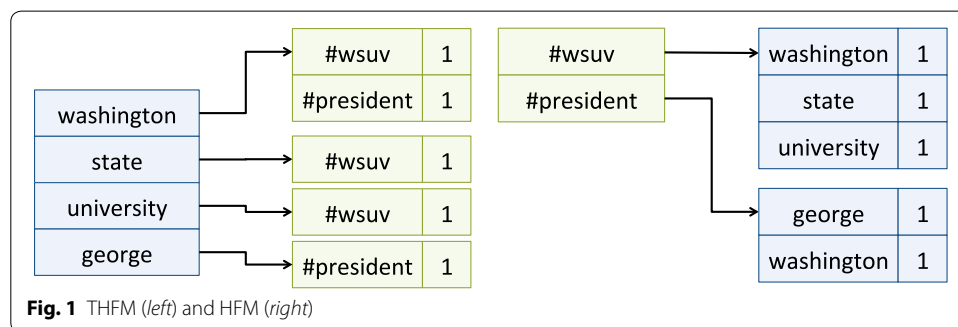 washington
state
university
george
#wsuv 1
#president 1
#wsuv 1
#wsuv 1
#president 1
#wsuv
#president
washington 1
state 1
university 1
george 1
washington 1
Fig. 1 THFM (left) and HFM (right)